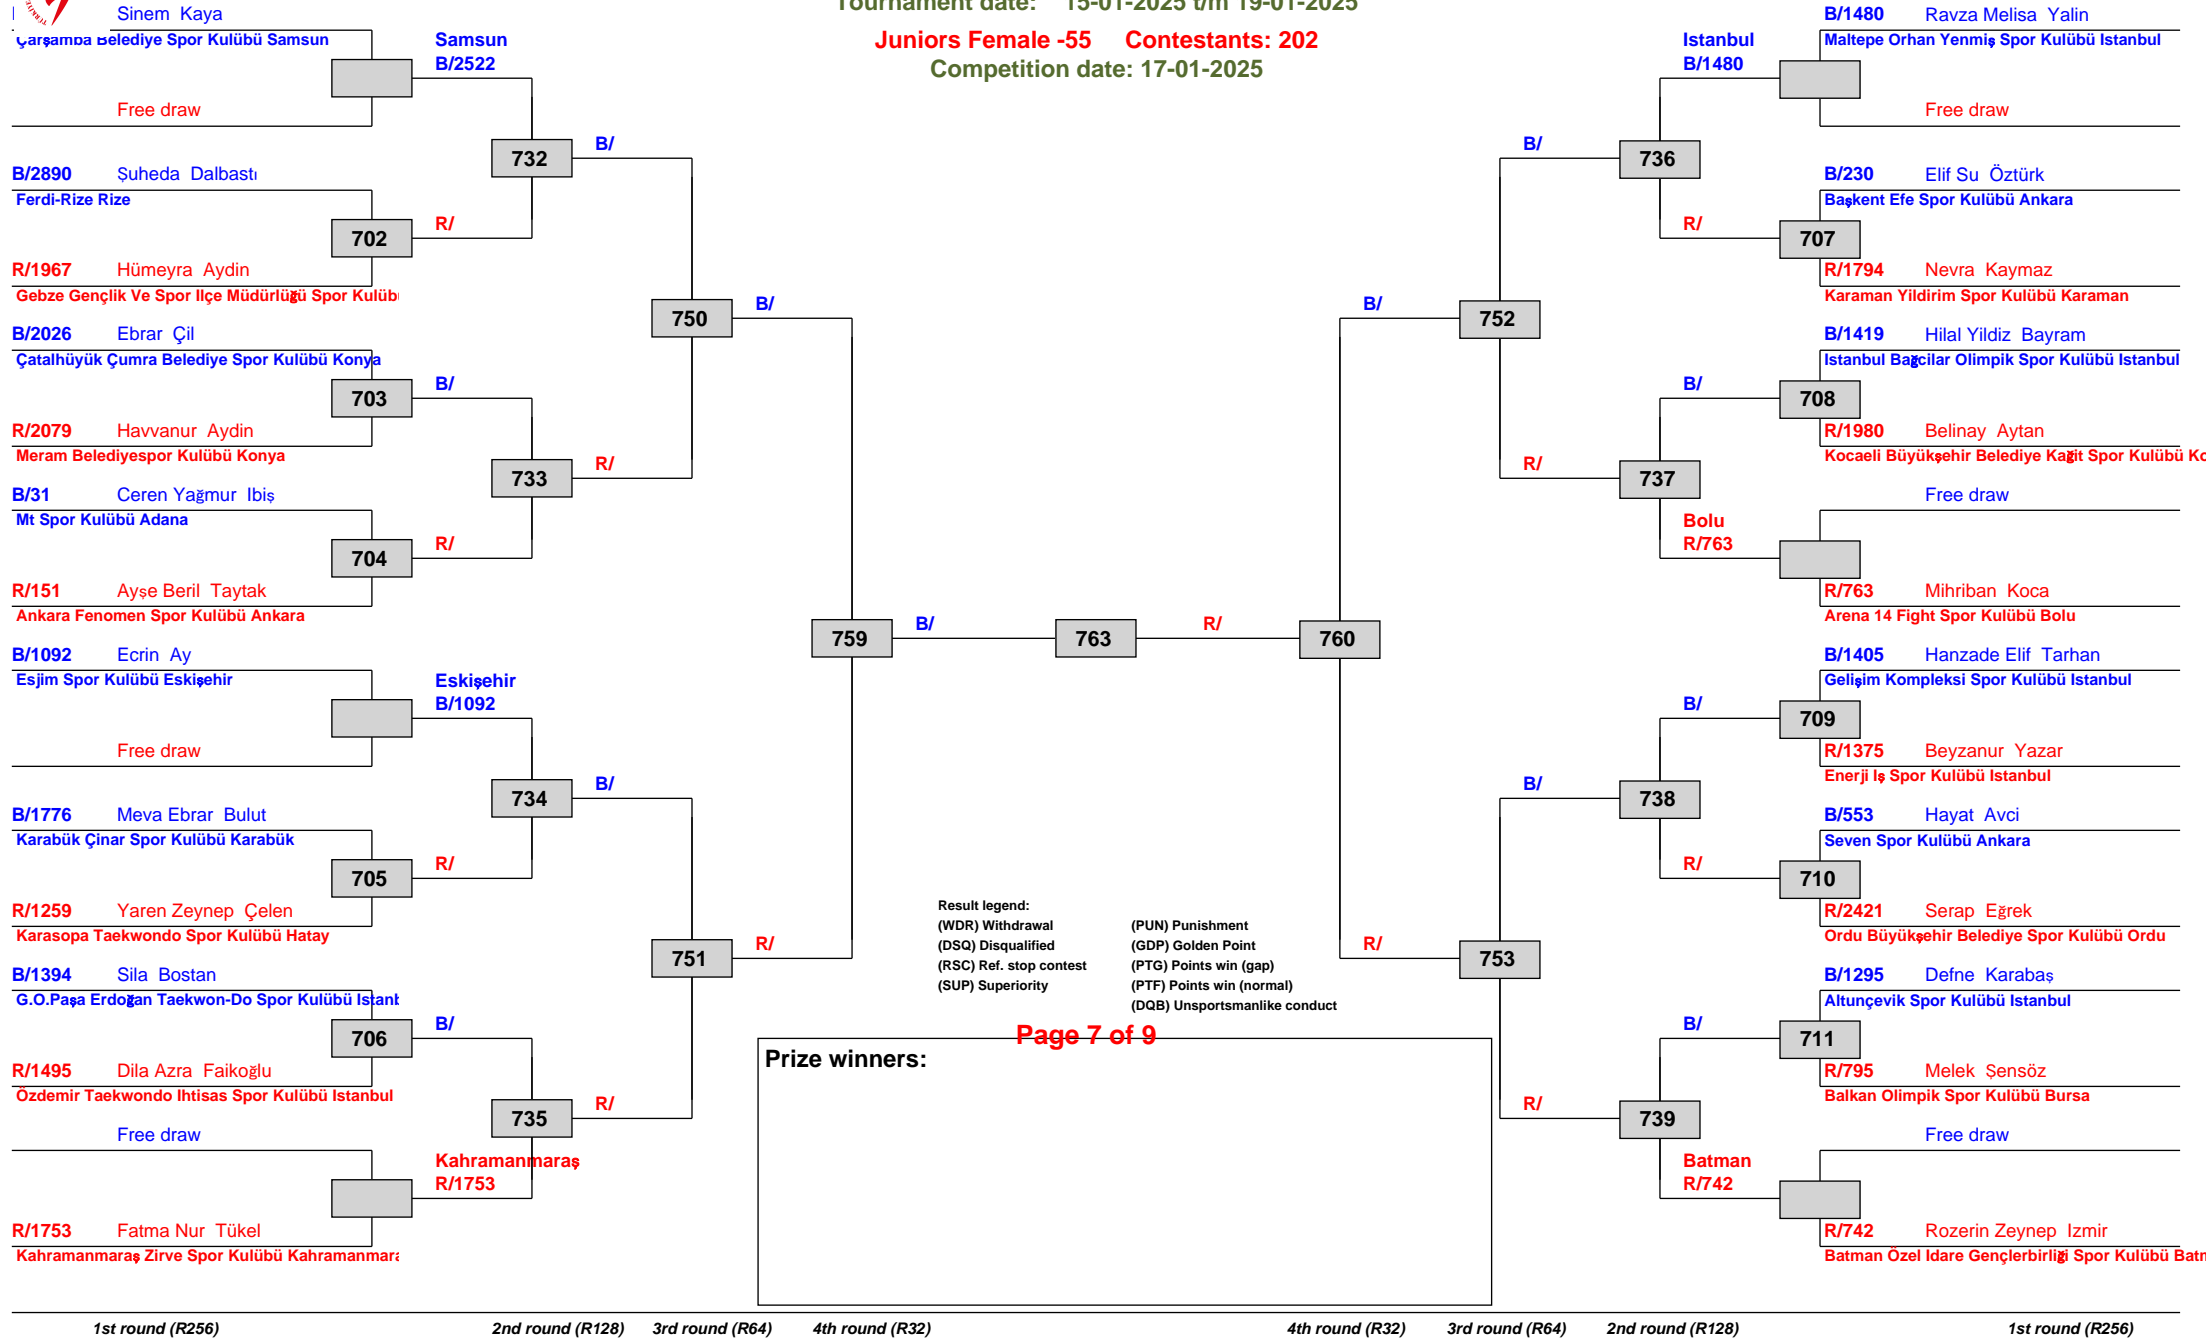 Tournament date: 15-01-2025 t/m 19-01-2025
Juniors Female -55 Contestants: 202
Competition date: 17-01-2025
Sinem Kaya
Çarşamba Belediye Spor Kulübü Samsun
Samsun
B/2522
Free draw
732
B/
B/2890 Şuheda Dalbastı
Ferdi-Rize Rize
702
R/
R/1967 Hümeyra Aydin
Gebze Gençlik Ve Spor Ilçe Müdürlüğü Spor Kulüb
750
B/
B/2026 Ebrar Çil
Çatalhüyük Çumra Belediye Spor Kulübü Konya
703
B/
R/2079 Havvanur Aydin
Meram Belediyespor Kulübü Konya
733
R/
B/31 Ceren Yağmur Ibiş
Mt Spor Kulübü Adana
704
R/
R/151 Ayşe Beril Taytak
Ankara Fenomen Spor Kulübü Ankara
759
B/
763
R/
760
B/1092 Ecrin Ay
Esjim Spor Kulübü Eskişehir
Eskişehir
B/1092
Free draw
734
B/
B/1776 Meva Ebrar Bulut
Karabük Çinar Spor Kulübü Karabük
705
R/
R/1259 Yaren Zeynep Çelen
Karasopa Taekwondo Spor Kulübü Hatay
751
R/
B/1394 Sila Bostan
G.O.Paşa Erdoğan Taekwon-Do Spor Kulübü Istanb
706
B/
R/1495 Dila Azra Faikoğlu
Özdemir Taekwondo Ihtisas Spor Kulübü Istanbul
735
R/
Free draw
Kahramanmaraş
R/1753
R/1753 Fatma Nur Tükel
Kahramanmaraş Zirve Spor Kulübü Kahramanmara
B/1480 Ravza Melisa Yalin
Maltepe Orhan Yenmiş Spor Kulübü Istanbul
Istanbul
B/1480
Free draw
B/
736
B/230 Elif Su Öztürk
Başkent Efe Spor Kulübü Ankara
R/
707
R/1794 Nevra Kaymaz
Karaman Yildirim Spor Kulübü Karaman
B/
752
B/1419 Hilal Yildiz Bayram
Istanbul Bağcilar Olimpik Spor Kulübü Istanbul
B/
708
R/1980 Belinay Aytan
Kocaeli Büyükşehir Belediye Kağit Spor Kulübü Ko
R/
737
Free draw
Bolu
R/763
R/763 Mihriban Koca
Arena 14 Fight Spor Kulübü Bolu
B/1405 Hanzade Elif Tarhan
Gelişim Kompleksi Spor Kulübü Istanbul
B/
709
R/1375 Beyzanur Yazar
Enerji Iş Spor Kulübü Istanbul
B/
738
B/553 Hayat Avci
Seven Spor Kulübü Ankara
R/
710
R/2421 Serap Eğrek
Ordu Büyükşehir Belediye Spor Kulübü Ordu
R/
753
B/1295 Defne Karabaş
Altunçevik Spor Kulübü Istanbul
B/
711
R/795 Melek Şensöz
Balkan Olimpik Spor Kulübü Bursa
R/
739
Free draw
Batman
R/742
R/742 Rozerin Zeynep Izmir
Batman Özel Idare Gençlerbirliği Spor Kulübü Batm
Result legend:
(WDR) Withdrawal (PUN) Punishment
(DSQ) Disqualified (GDP) Golden Point
(RSC) Ref. stop contest (PTG) Points win (gap)
(SUP) Superiority (PTF) Points win (normal)
(DQB) Unsportsmanlike conduct
Page 7 of 9
Prize winners:
1st round (R256) 2nd round (R128) 3rd round (R64) 4th round (R32) 4th round (R32) 3rd round (R64) 2nd round (R128) 1st round (R256)